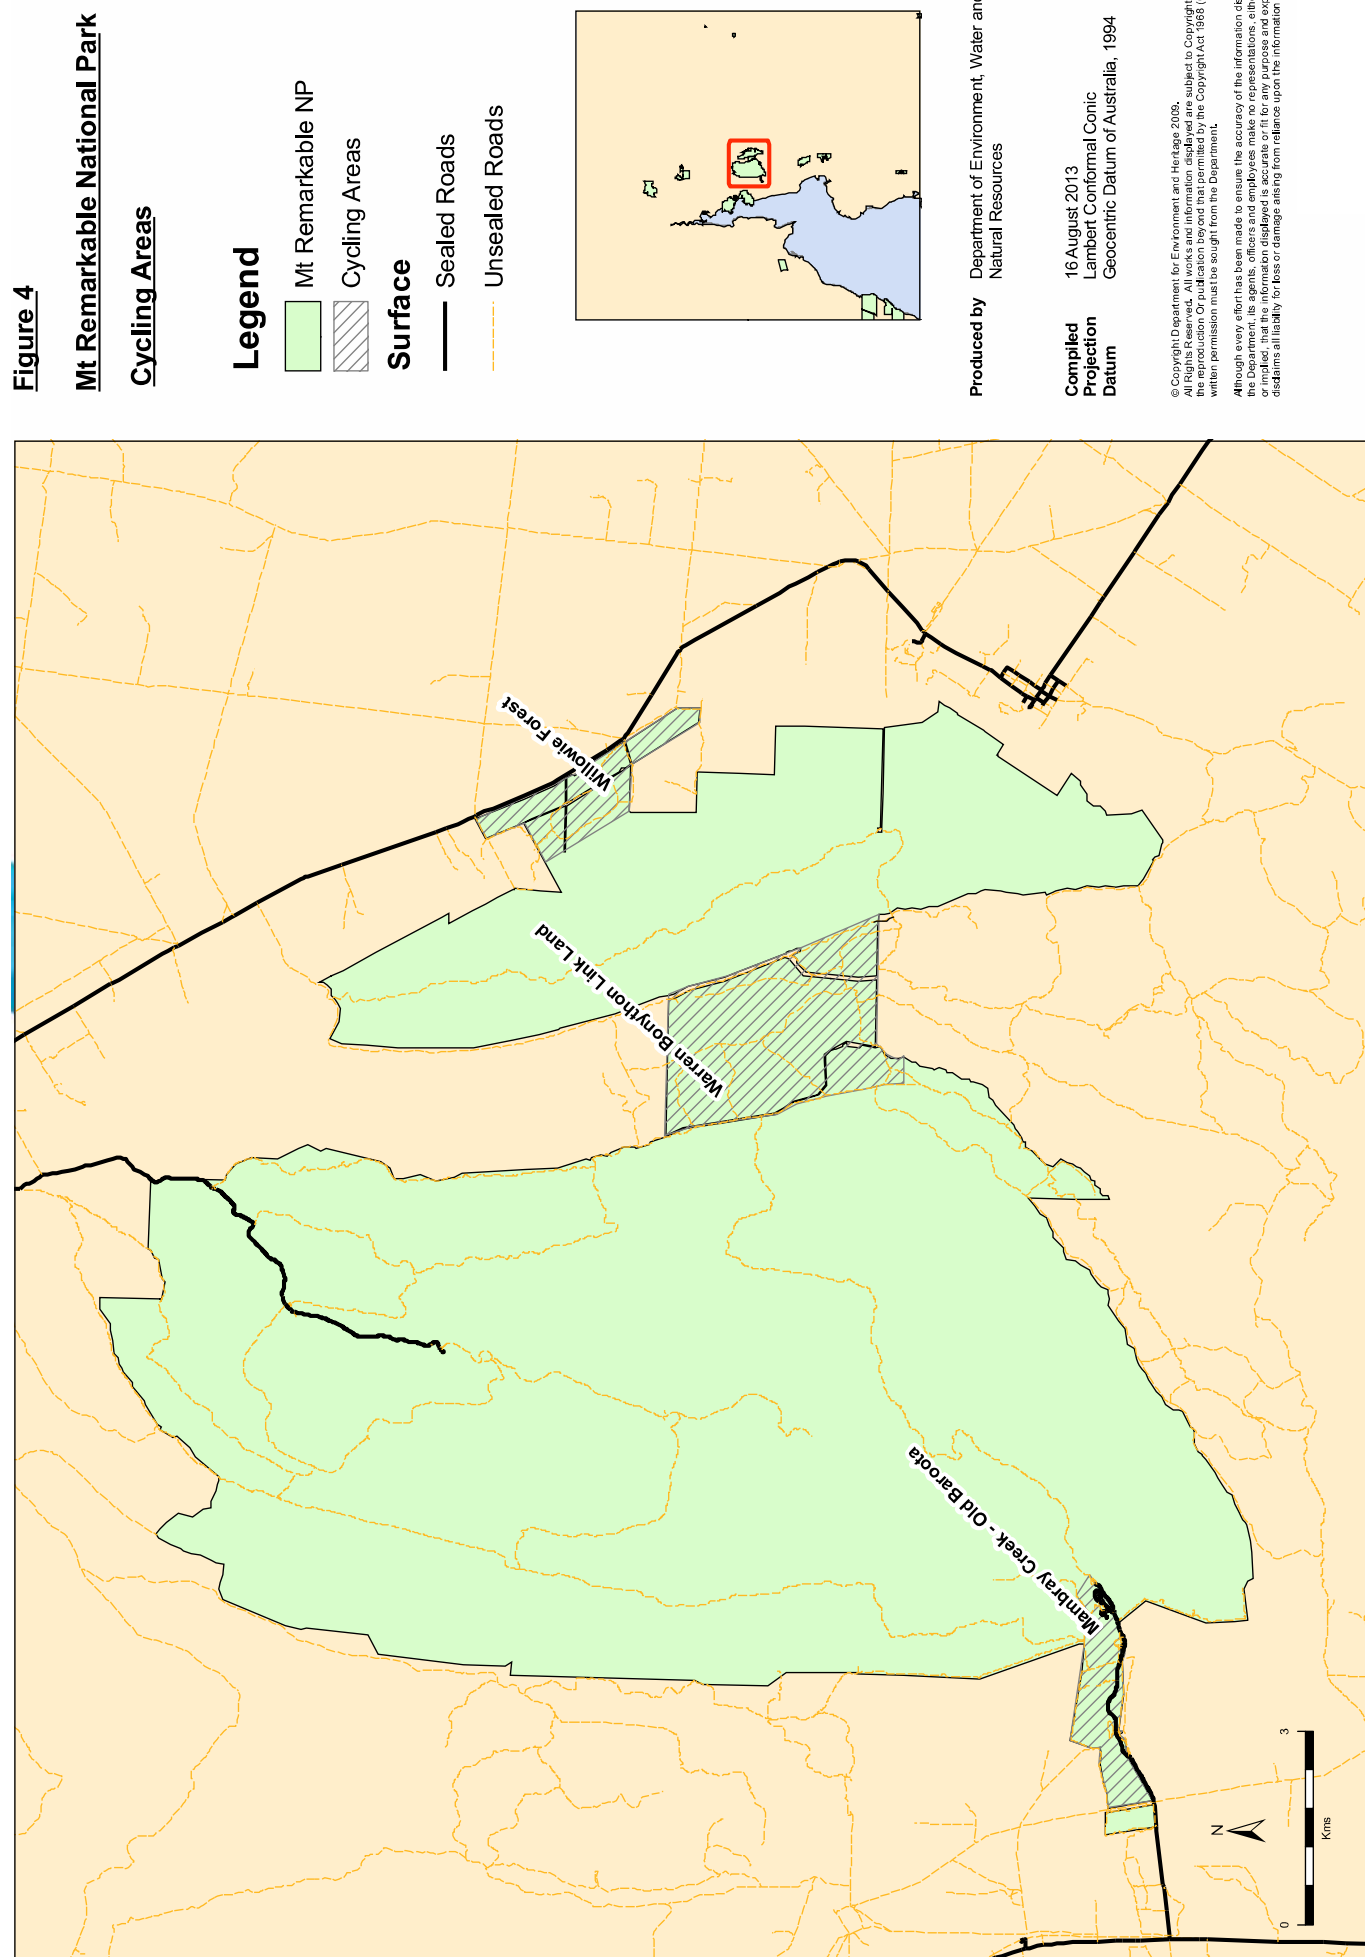 Figure 4
Mt Remarkable National Park
Cycling Areas
Legend
Mt Remarkable NP
Cycling Areas
Surface
Sealed Roads
Unsealed Roads
Produced by Department of Environment, Water and
Natural Resources
Compiled 16 August 2013
Projection Lambert Conformal Conic
Datum Geocentric Datum of Australia, 1994
© Copyright Department for Environment and Heritage 2009.
All Rights Reserved. All works and information displayed are subject to Copyright
the reproduction Or publication beyond that permitted by the Copyright Act 1968 (
written permission must be sought from the Department.
Although every effort has been made to ensure the accuracy of the information
the Department, its agents, officers and employees make no representations,
or implied, that the information displayed is accurate or fit for any purpose and
disclaims all liability for loss or damage arising from reliance upon the information
Willowie Forest
Warren Bonython Link Land
Mambray Creek - Old Baroota
N
0 3
Kms